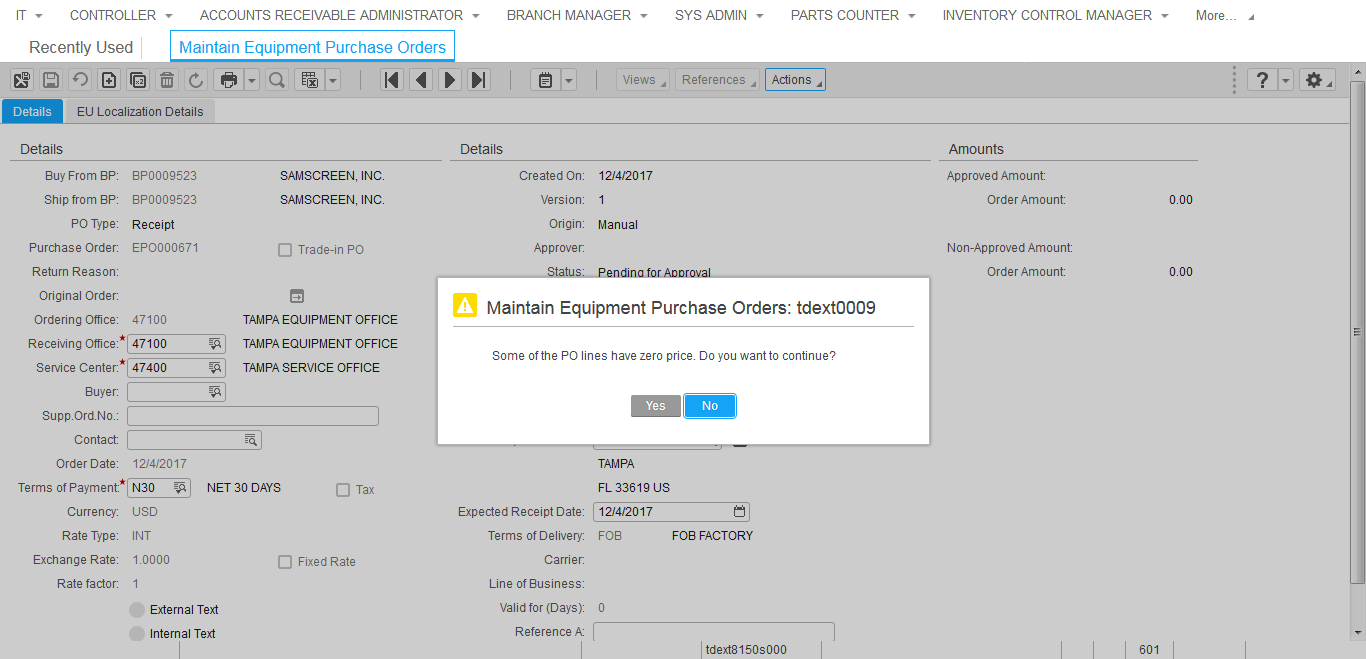 IT CONTROLLER ACCOUNTS RECEIVABLE ADMINISTRATOR BRANCH MANAGER SYS ADMIN PARTS COUNTER INVENTORY CONTROL MANAGER More...
Recently Used Maintain Equipment Purchase Orders
Views References Actions ?
Details EU Localization Details
Details Details Amounts
Buy From BP: BP0009523 SAMSCREEN, INC. Created On: 12/4/2017 Approved Amount:
Ship from BP: BP0009523 SAMSCREEN, INC. Version: 1 Order Amount: 0.00
PO Type: Receipt Origin: Manual
Purchase Order: EPO000671 Trade-in PO Approver: Non-Approved Amount:
Return Reason: Status: Pending for Approval Order Amount: 0.00
Original Order:
Maintain Equipment Purchase Orders: tdext0009
Some of the PO lines have zero price. Do you want to continue?
Yes No
Ordering Office: 47100 TAMPA EQUIPMENT OFFICE
Receiving Office:* 47100 TAMPA EQUIPMENT OFFICE
Service Center:* 47400 TAMPA SERVICE OFFICE
Buyer:
Supp.Ord.No.:
Contact:
Order Date: 12/4/2017 TAMPA
Terms of Payment:* N30 NET 30 DAYS Tax FL 33619 US
Currency: USD Expected Receipt Date: 12/4/2017
Rate Type: INT Terms of Delivery: FOB FOB FACTORY
Exchange Rate: 1.0000 Fixed Rate Carrier:
Rate factor: 1 Line of Business:
External Text Valid for (Days): 0
Internal Text Reference A:
tdext8150s000 601